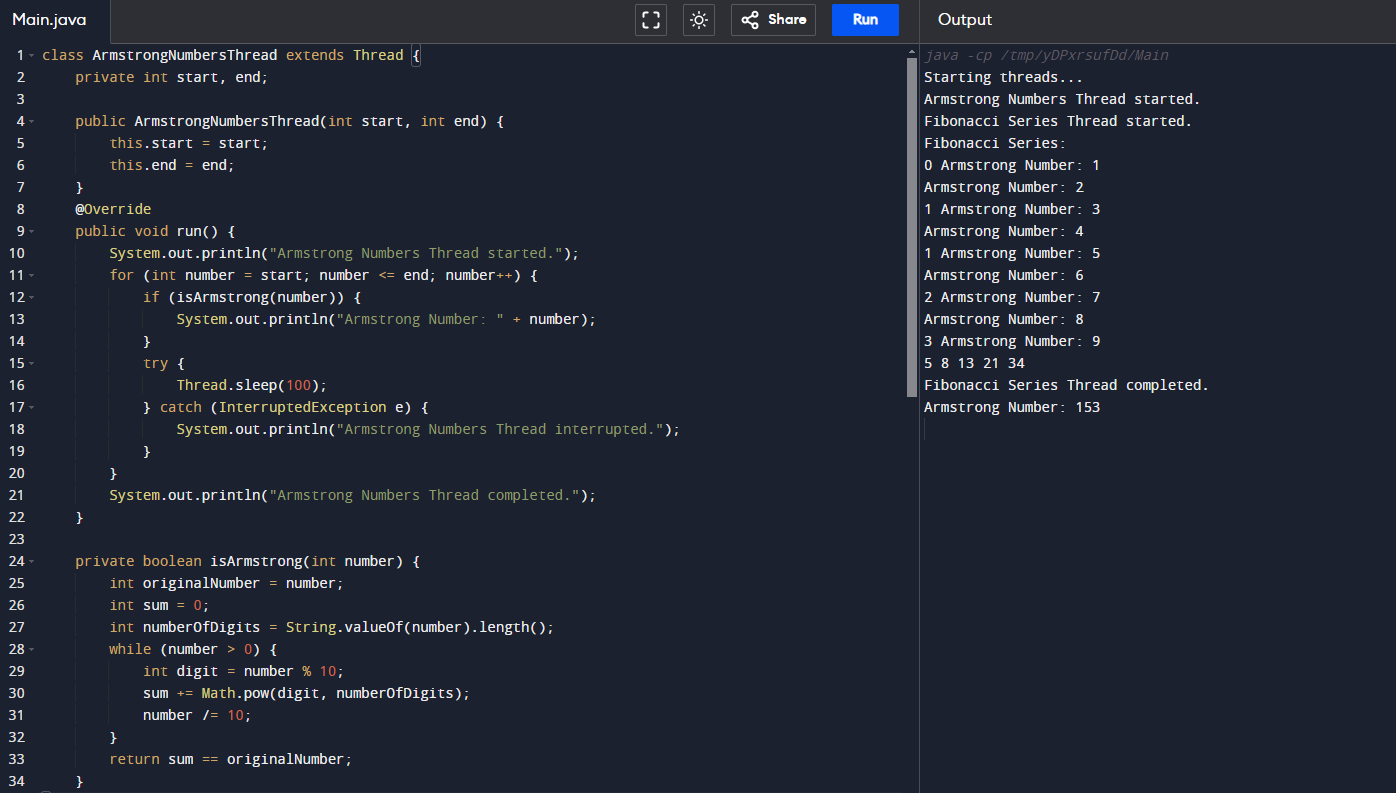 Main.java
Share
Run
Output
1 class ArmstrongNumbersThread extends Thread {
2     private int start, end;
3
4     public ArmstrongNumbersThread(int start, int end) {
5         this.start = start;
6         this.end = end;
7     }
8     @Override
9     public void run() {
10         System.out.println("Armstrong Numbers Thread started.");
11         for (int number = start; number <= end; number++) {
12             if (isArmstrong(number)) {
13                 System.out.println("Armstrong Number: " + number);
14             }
15             try {
16                 Thread.sleep(100);
17             } catch (InterruptedException e) {
18                 System.out.println("Armstrong Numbers Thread interrupted.");
19             }
20         }
21         System.out.println("Armstrong Numbers Thread completed.");
22     }
23
24     private boolean isArmstrong(int number) {
25         int originalNumber = number;
26         int sum = 0;
27         int numberOfDigits = String.valueOf(number).length();
28         while (number > 0) {
29             int digit = number % 10;
30             sum += Math.pow(digit, numberOfDigits);
31             number /= 10;
32         }
33         return sum == originalNumber;
34     }
java -cp /tmp/yDPxrsufDd/Main
Starting threads...
Armstrong Numbers Thread started.
Fibonacci Series Thread started.
Fibonacci Series:
0 Armstrong Number: 1
Armstrong Number: 2
1 Armstrong Number: 3
Armstrong Number: 4
1 Armstrong Number: 5
Armstrong Number: 6
2 Armstrong Number: 7
Armstrong Number: 8
3 Armstrong Number: 9
5 8 13 21 34
Fibonacci Series Thread completed.
Armstrong Number: 153